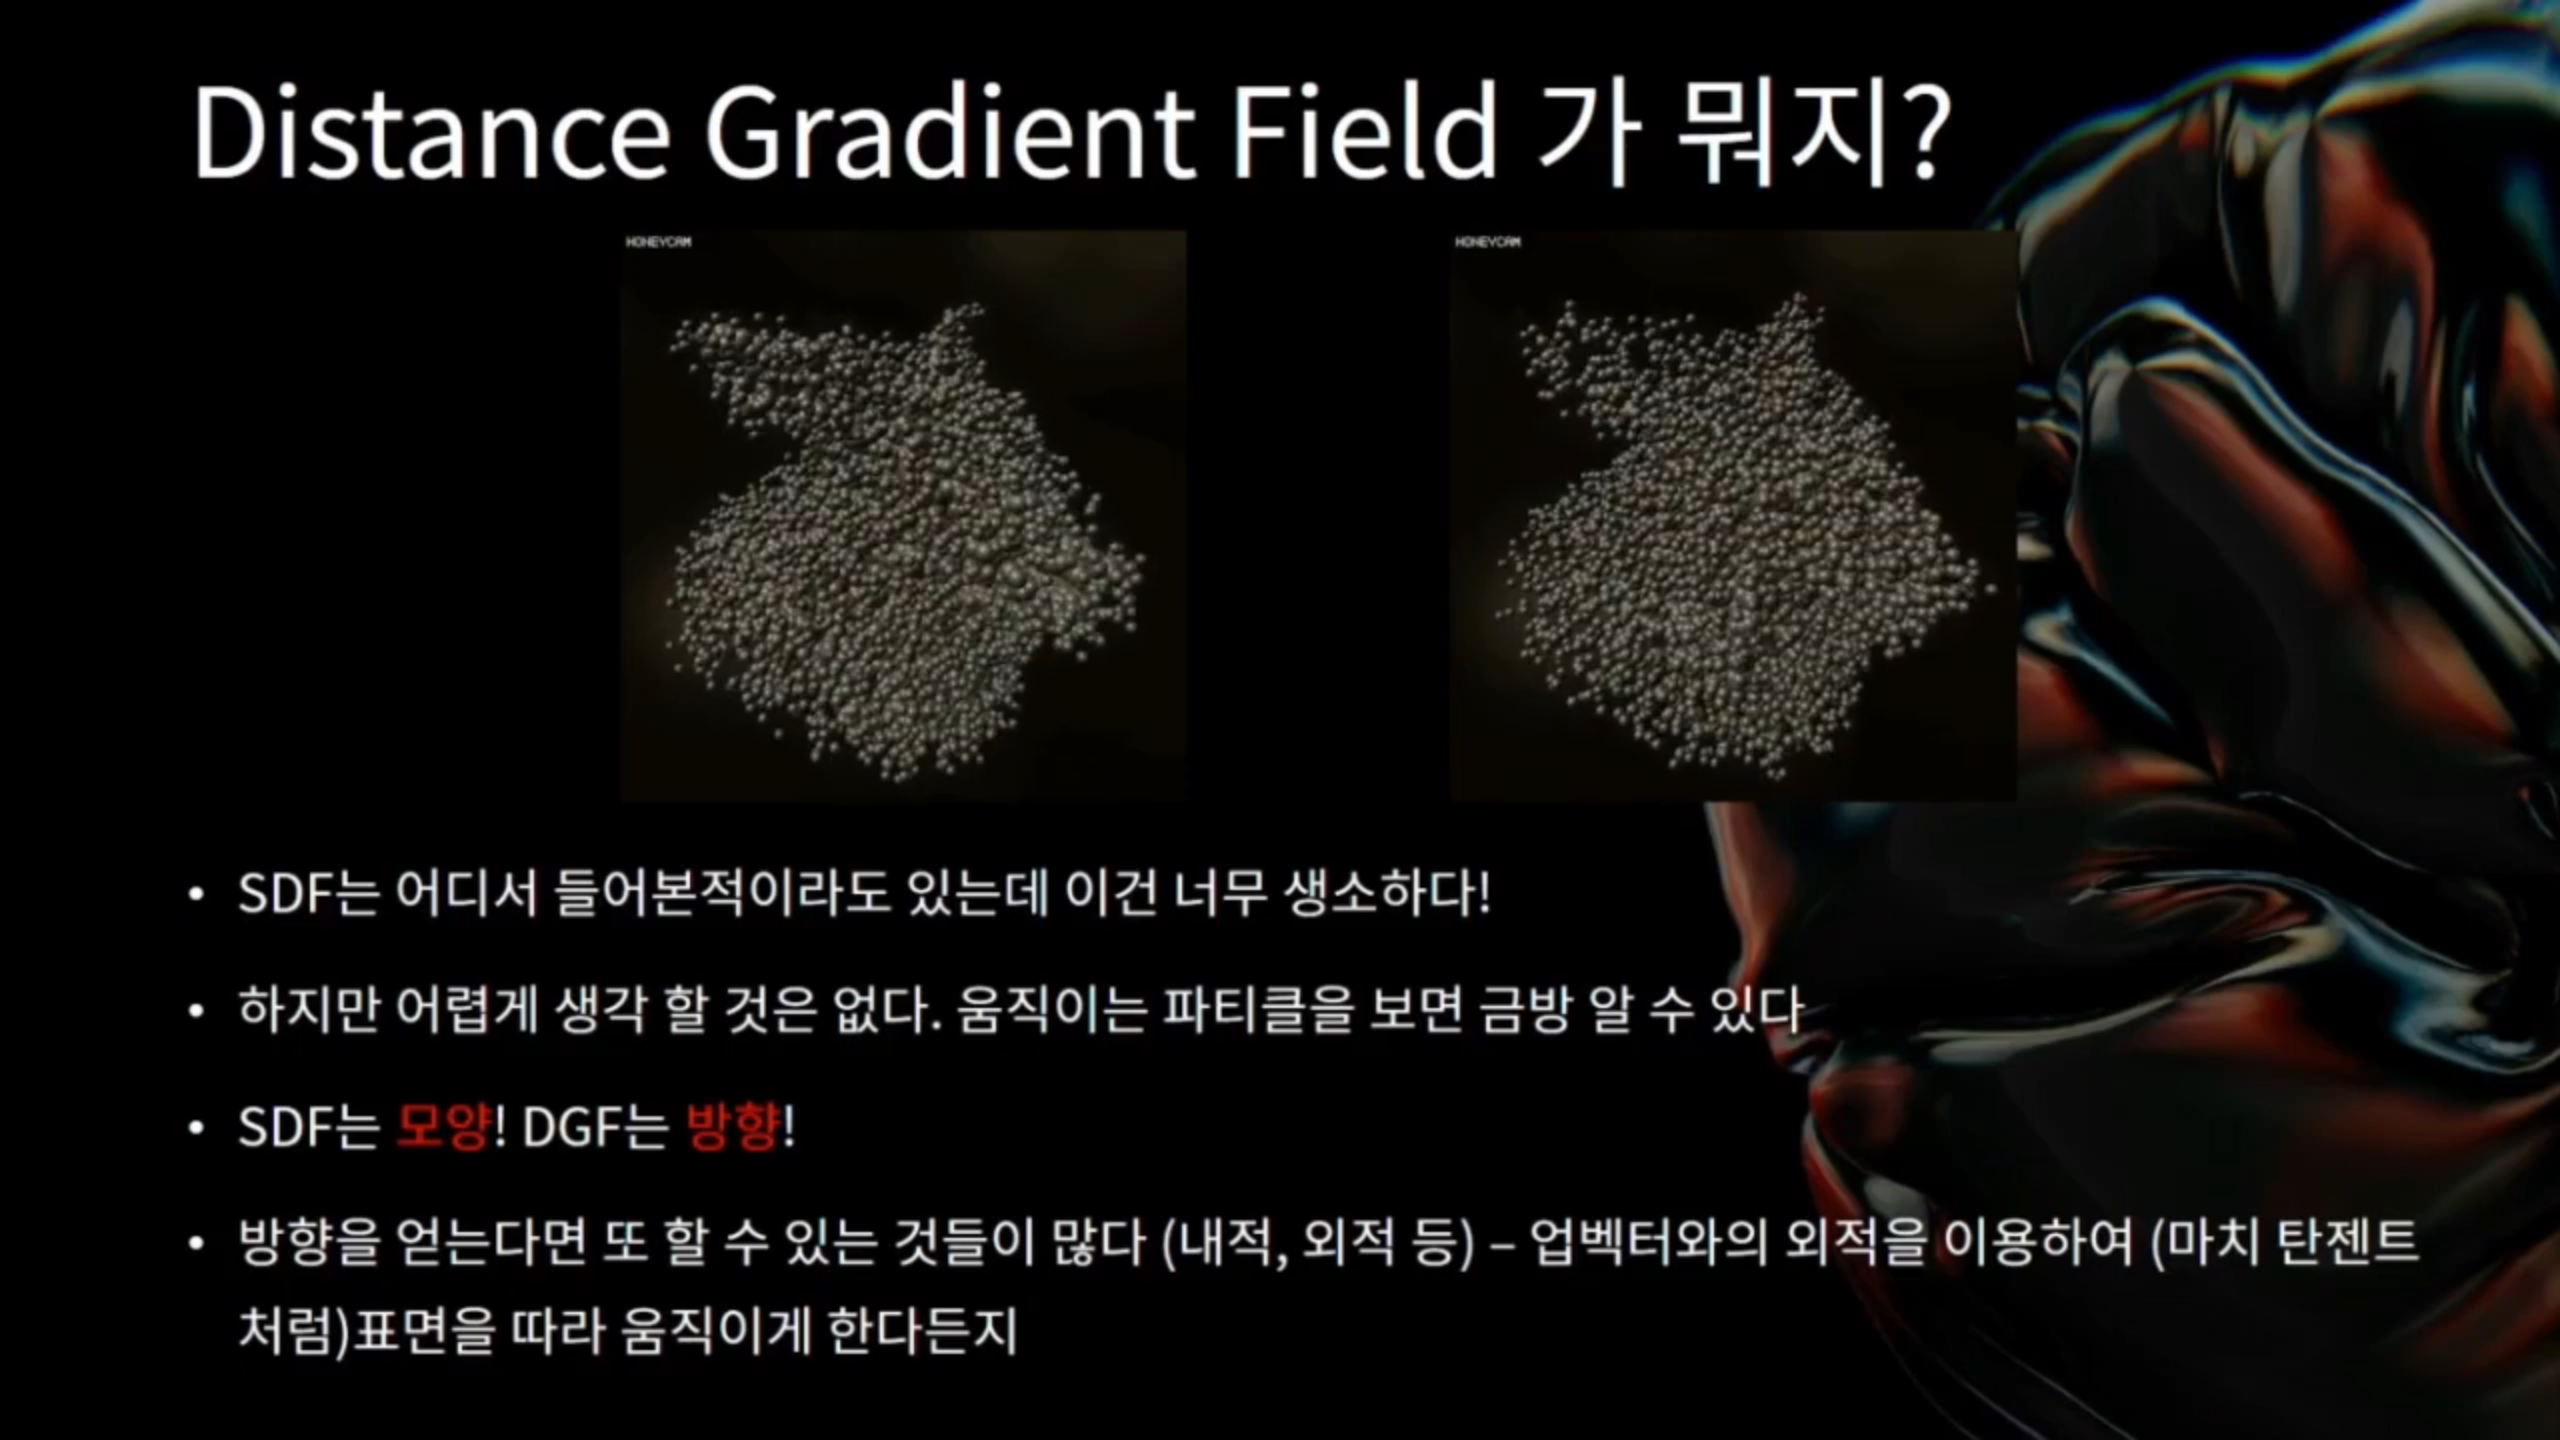 Distance Gradient Field 가 뭐지?
HONEYCAM
HONEYCAM
• SDF는 어디서 들어본적이라도 있는데 이건 너무 생소하다!
• 하지만 어렵게 생각 할 것은 없다. 움직이는 파티클을 보면 금방 알 수 있다
• SDF는 모양! DGF는 방향!
• 방향을 얻는다면 또 할 수 있는 것들이 많다 (내적, 외적 등) – 업벡터와의 외적을 이용하여 (마치 탄젠트
처럼)표면을 따라 움직이게 한다든지